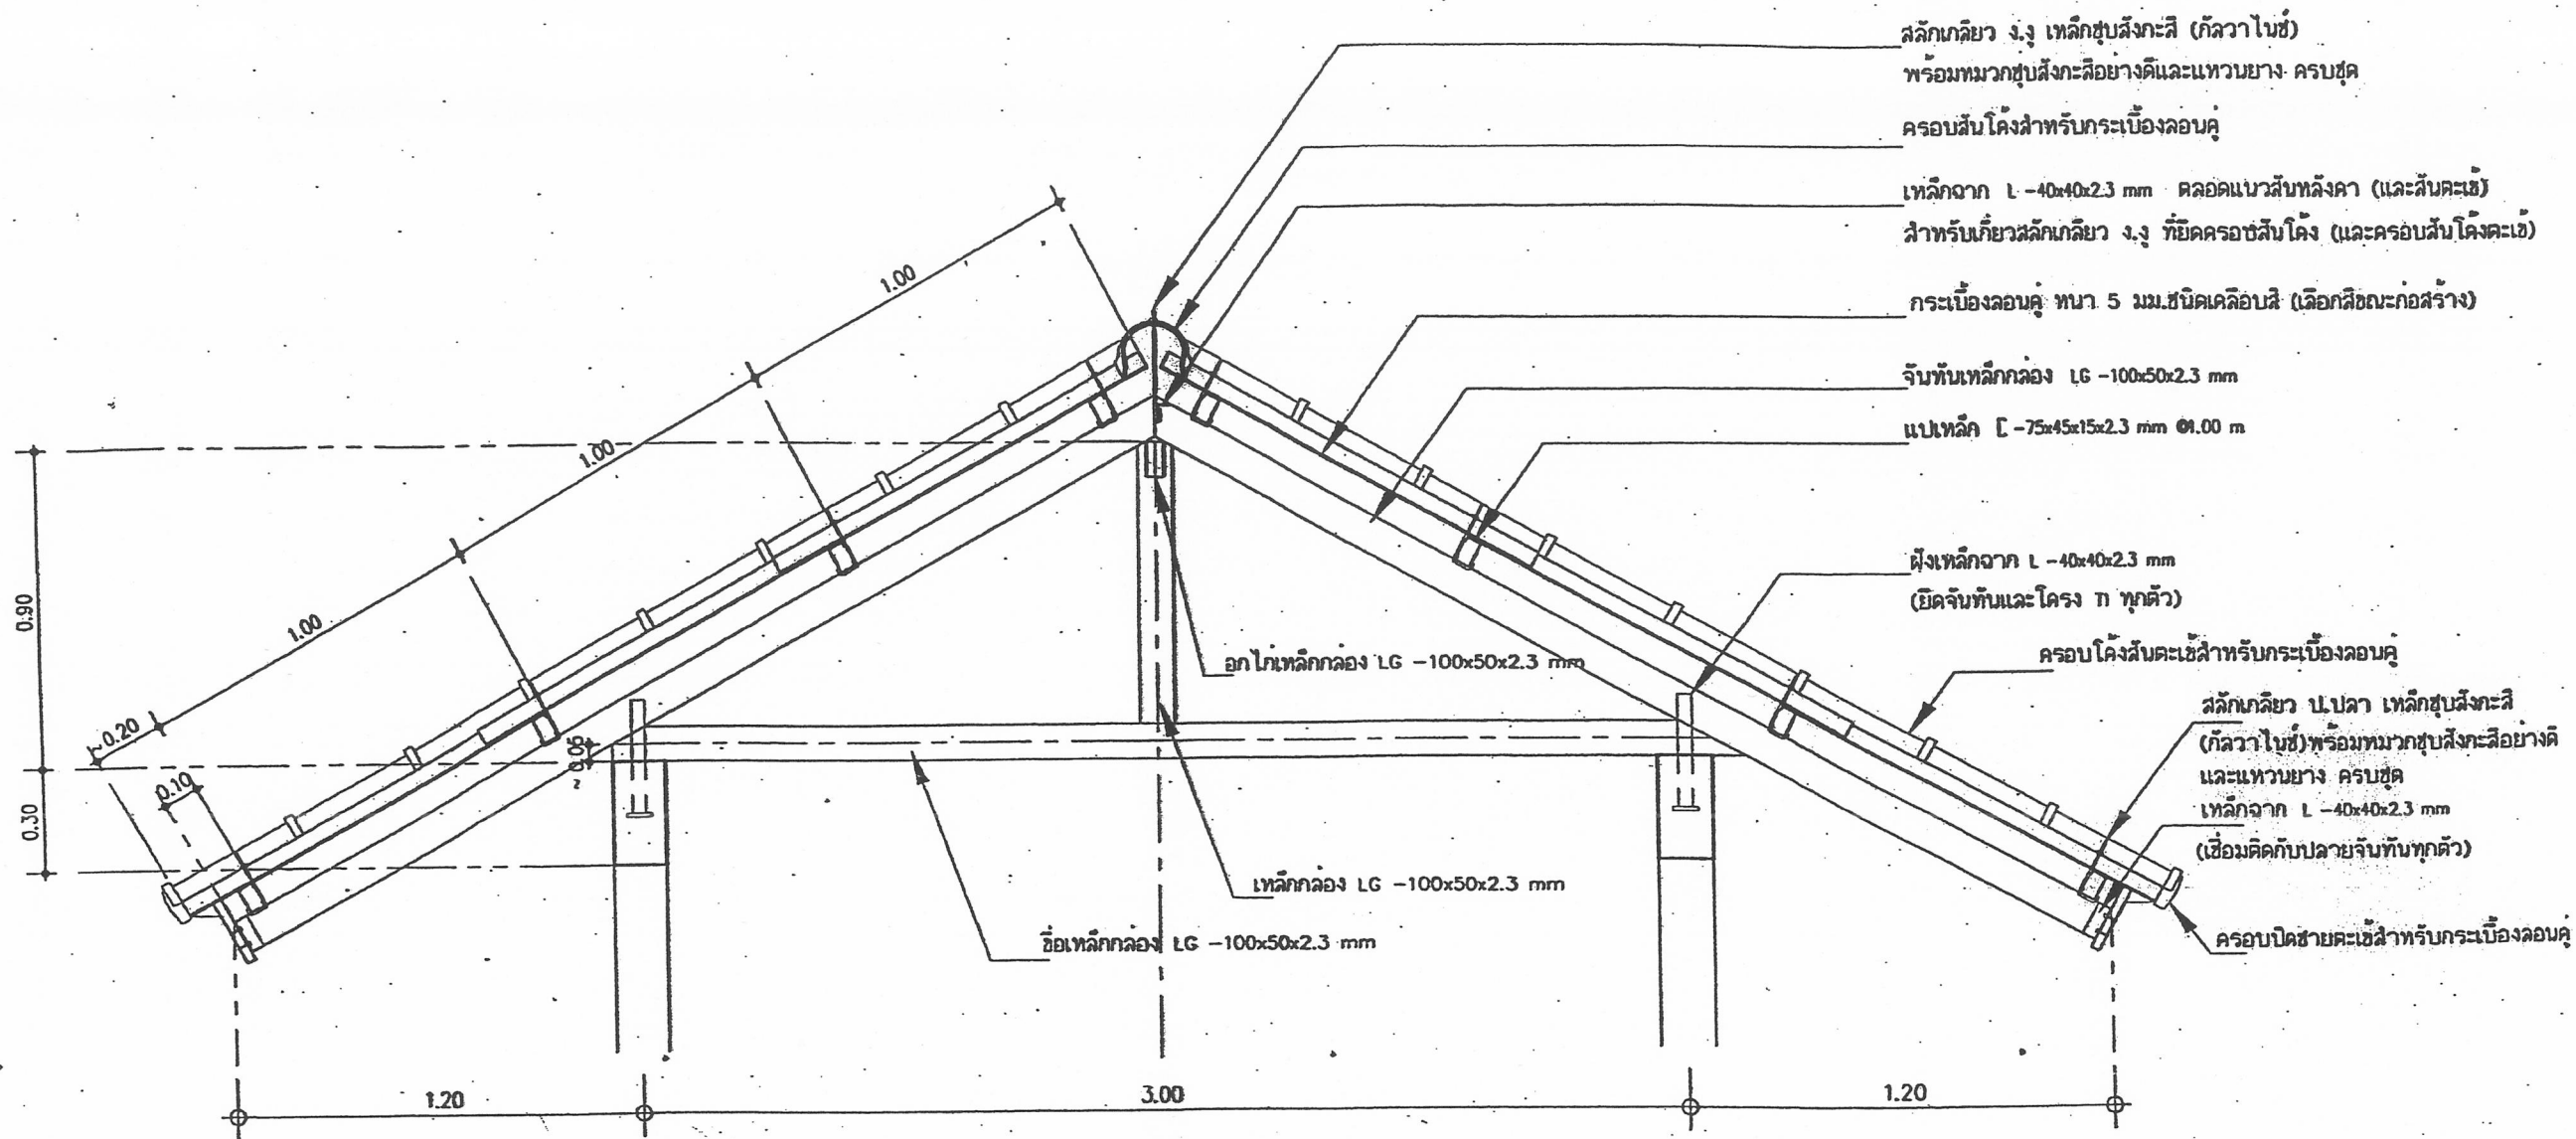 สลักเกลียว ง.งู เหล็กชุบสังกะสี (กัลวาไนซ์)
พร้อมหมวกชุบสังกะสีอย่างดีและแหวนยาง ครบชุด
ครอบสันโค้งสำหรับกระเบื้องลอนคู่
เหล็กฉาก L -40x40x2.3 mm ตลอดแนวสันหลังคา (และสันตะเข้)
สำหรับเกี่ยวสลักเกลียว ง.งู ที่ยึดครอบสันโค้ง (และครอบสันโค้งตะเข้)
กระเบื้องลอนคู่ หนา 5 มม.ชนิดเคลือบสี (เลือกสีขณะก่อสร้าง)
จันทันเหล็กกล่อง LG -100x50x2.3 mm
แปเหล็ก [ -75x45x15x2.3 mm @1.00 m
ฝังเหล็กฉาก L -40x40x2.3 mm
(ยึดจันทันและโครง T1 ทุกตัว)
ครอบโค้งสันตะเข้สำหรับกระเบื้องลอนคู่
สลักเกลียว ป.ปลา เหล็กชุบสังกะสี
(กัลวาไนซ์)พร้อมหมวกชุบสังกะสีอย่างดี
และแหวนยาง ครบชุด
เหล็กฉาก L -40x40x2.3 mm
(เชื่อมติดกับปลายจันทันทุกตัว)
ครอบปิดชายตะเข้สำหรับกระเบื้องลอนคู่
อกไก่เหล็กกล่อง LG -100x50x2.3 mm
เหล็กกล่อง LG -100x50x2.3 mm
ขื่อเหล็กกล่อง LG -100x50x2.3 mm
1.00
1.00
1.00
~0.20
0.10
0.90
0.30
~ 0.05
1.20
3.00
1.20